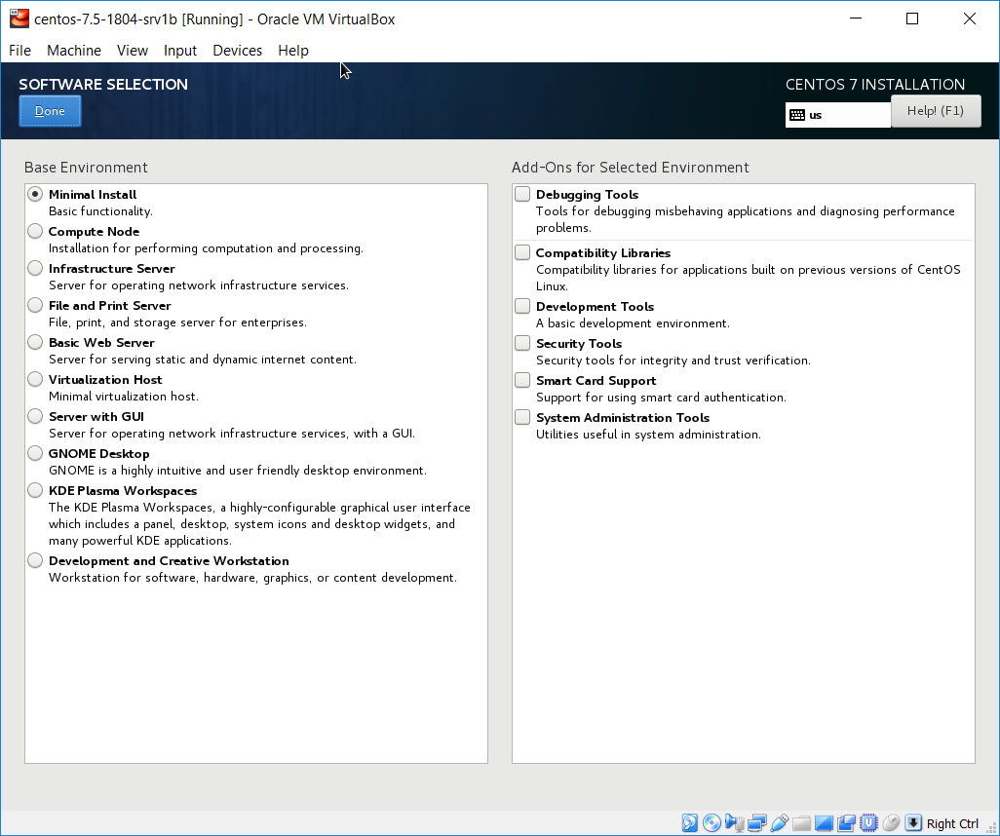 centos-7.5-1804-srv1b [Running] - Oracle VM VirtualBox
File Machine View Input Devices Help
SOFTWARE SELECTION
CENTOS 7 INSTALLATION
Done
us
Help! (F1)
Base Environment
Minimal Install
Basic functionality.
Compute Node
Installation for performing computation and processing.
Infrastructure Server
Server for operating network infrastructure services.
File and Print Server
File, print, and storage server for enterprises.
Basic Web Server
Server for serving static and dynamic internet content.
Virtualization Host
Minimal virtualization host.
Server with GUI
Server for operating network infrastructure services, with a GUI.
GNOME Desktop
GNOME is a highly intuitive and user friendly desktop environment.
KDE Plasma Workspaces
The KDE Plasma Workspaces, a highly-configurable graphical user interface
which includes a panel, desktop, system icons and desktop widgets, and
many powerful KDE applications.
Development and Creative Workstation
Workstation for software, hardware, graphics, or content development.
Add-Ons for Selected Environment
Debugging Tools
Tools for debugging misbehaving applications and diagnosing performance
problems.
Compatibility Libraries
Compatibility libraries for applications built on previous versions of CentOS
Linux.
Development Tools
A basic development environment.
Security Tools
Security tools for integrity and trust verification.
Smart Card Support
Support for using smart card authentication.
System Administration Tools
Utilities useful in system administration.
Right Ctrl